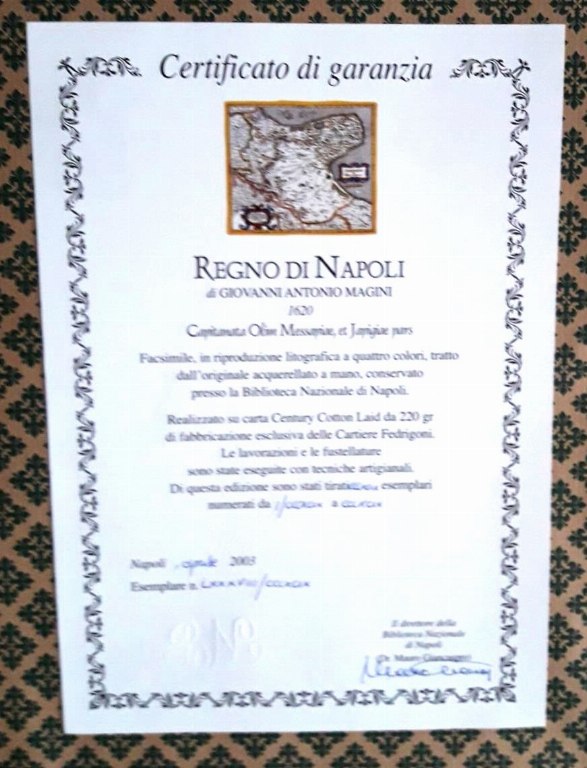 Certificato di garanzia
REGNO DI NAPOLI
di GIOVANNI ANTONIO MAGINI
1620
Capitanata Olim Messapiae, et Japigiae pars
Facsimile, in riproduzione litografica a quattro colori, tratto
dall'originale acquerellato a mano, conservato
presso la Biblioteca Nazionale di Napoli.
Realizzato su carta Century Cotton Laid da 220 gr
di fabbricazione esclusiva delle Cartiere Fedrigoni.
Le lavorazioni e le fustellature
sono state eseguite con tecniche artigianali.
Di questa edizione sono stati tirati esemplari
numerati da a
Napoli, aprile 2003
Esemplare n.
Il direttore della
Biblioteca Nazionale
di Napoli
Dr. Mauro Giancaspro